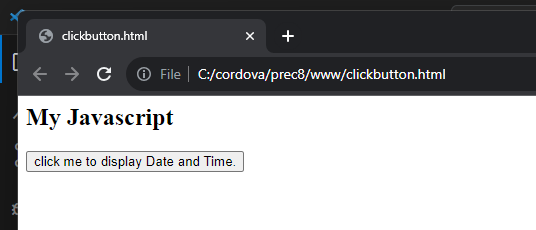 clickbutton.html
File C:/cordova/prec8/www/clickbutton.html
My Javascript
click me to display Date and Time.